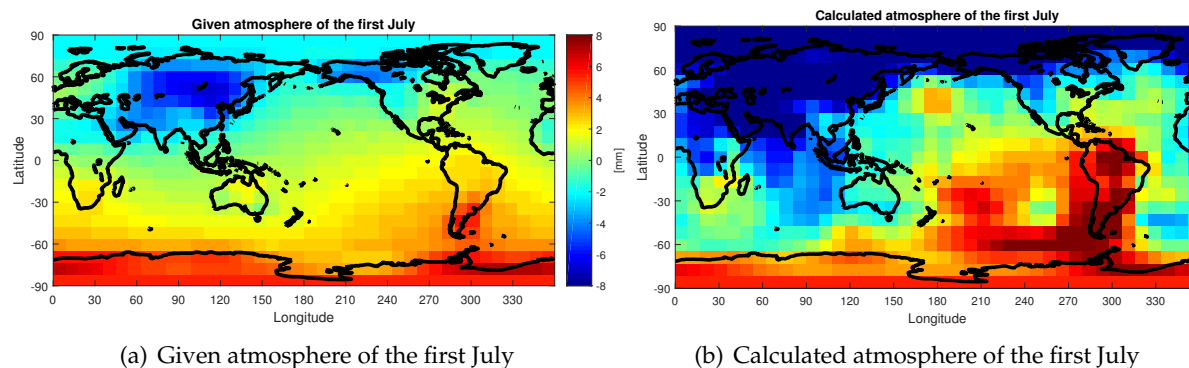 Given atmosphere of the first July
90
60
30
0
-30
-60
-90
Latitude
0 30 60 90 120 150 180 210 240 270 300 330
Longitude
8
6
4
2
0
-2
-4
-6
-8
[mm]
(a) Given atmosphere of the first July
Calculated atmosphere of the first July
90
60
30
0
-30
-60
-90
Latitude
0 30 60 90 120 150 180 210 240 270 300 330
Longitude
(b) Calculated atmosphere of the first July